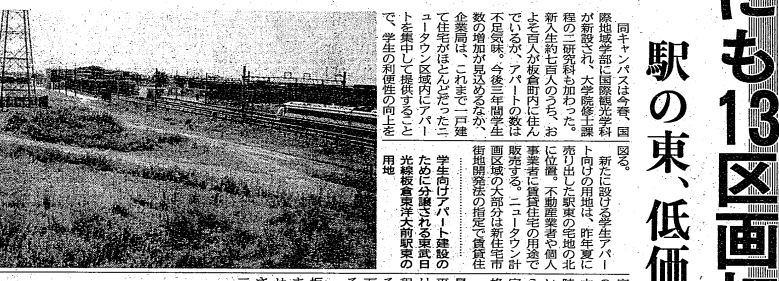 にも13区画
駅の東、低価
同キャンパスは今春、国
際地域学部に国際観光学科
が新設され、大学院修士課
程の二研究科も加わった。
新入生約七百人のうち、お
よそ百人が板倉町内に住ん
でいるが、アパートの数は
不足気味。今後三年間学生
数の増加が見込めるなか、
企業局は、これまで一戸建
て住宅がほとんどだったニ
ュータウン区域内にアパー
トを集中して提供すること
で、学生の利便性の向上を
図る。
新たに設ける学生アパー
ト向けの用地は、昨年夏に
売り出した駅東の宅地の北
に位置。不動産業者や個人
事業者に賃貸住宅の用途で
販売する。ニュータウン計
画区域の大部分は新住宅市
街地開発法の指定で賃貸住
学生向けアパート建設の
ために分譲される東武日
光線板倉東洋大前駅東の
用地